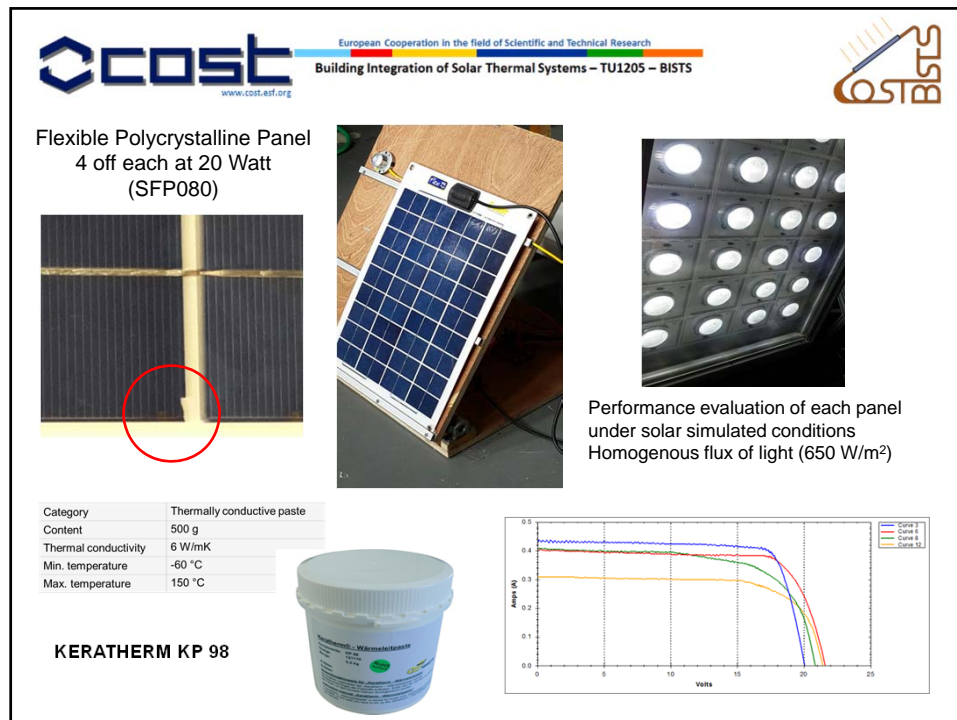 cost
www.cost.esf.org
European Cooperation in the field of Scientific and Technical Research
Building Integration of Solar Thermal Systems – TU1205 – BISTS
COST BISTS
Flexible Polycrystalline Panel
4 off each at 20 Watt
(SFP080)
Performance evaluation of each panel
under solar simulated conditions
Homogenous flux of light (650 W/m²)
Category Thermally conductive paste
Content 500 g
Thermal conductivity 6 W/mK
Min. temperature -60 °C
Max. temperature 150 °C
KERATHERM KP 98
Keratherm® - Wärmeleitpaste
KP 98
Amps (A)
0.5
0.4
0.3
0.2
0.1
0.0
0 5 10 15 20 25
Volts
Curve 3
Curve 6
Curve 8
Curve 12